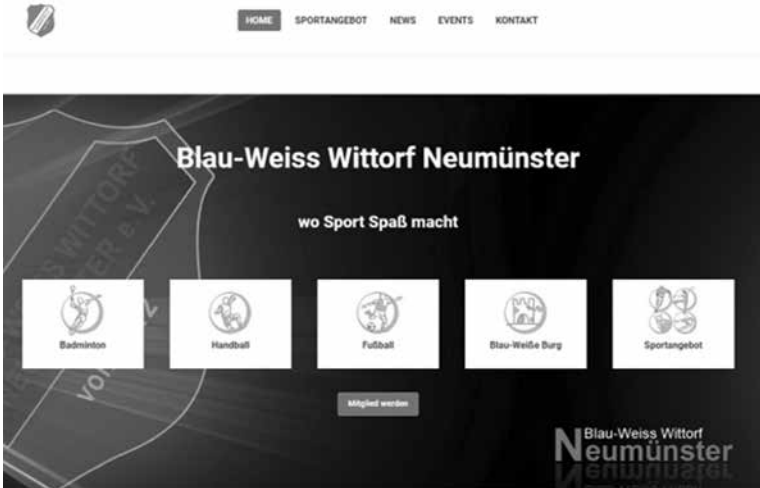 HOME SPORTANGEBOT NEWS EVENTS KONTAKT
Blau-Weiss Wittorf Neumünster
wo Sport Spaß macht
WITTORF
Badminton Handball Fußball Blau-Weiße Burg Sportangebot
Mitglied werden
Blau-Weiss Wittorf
Neumünster